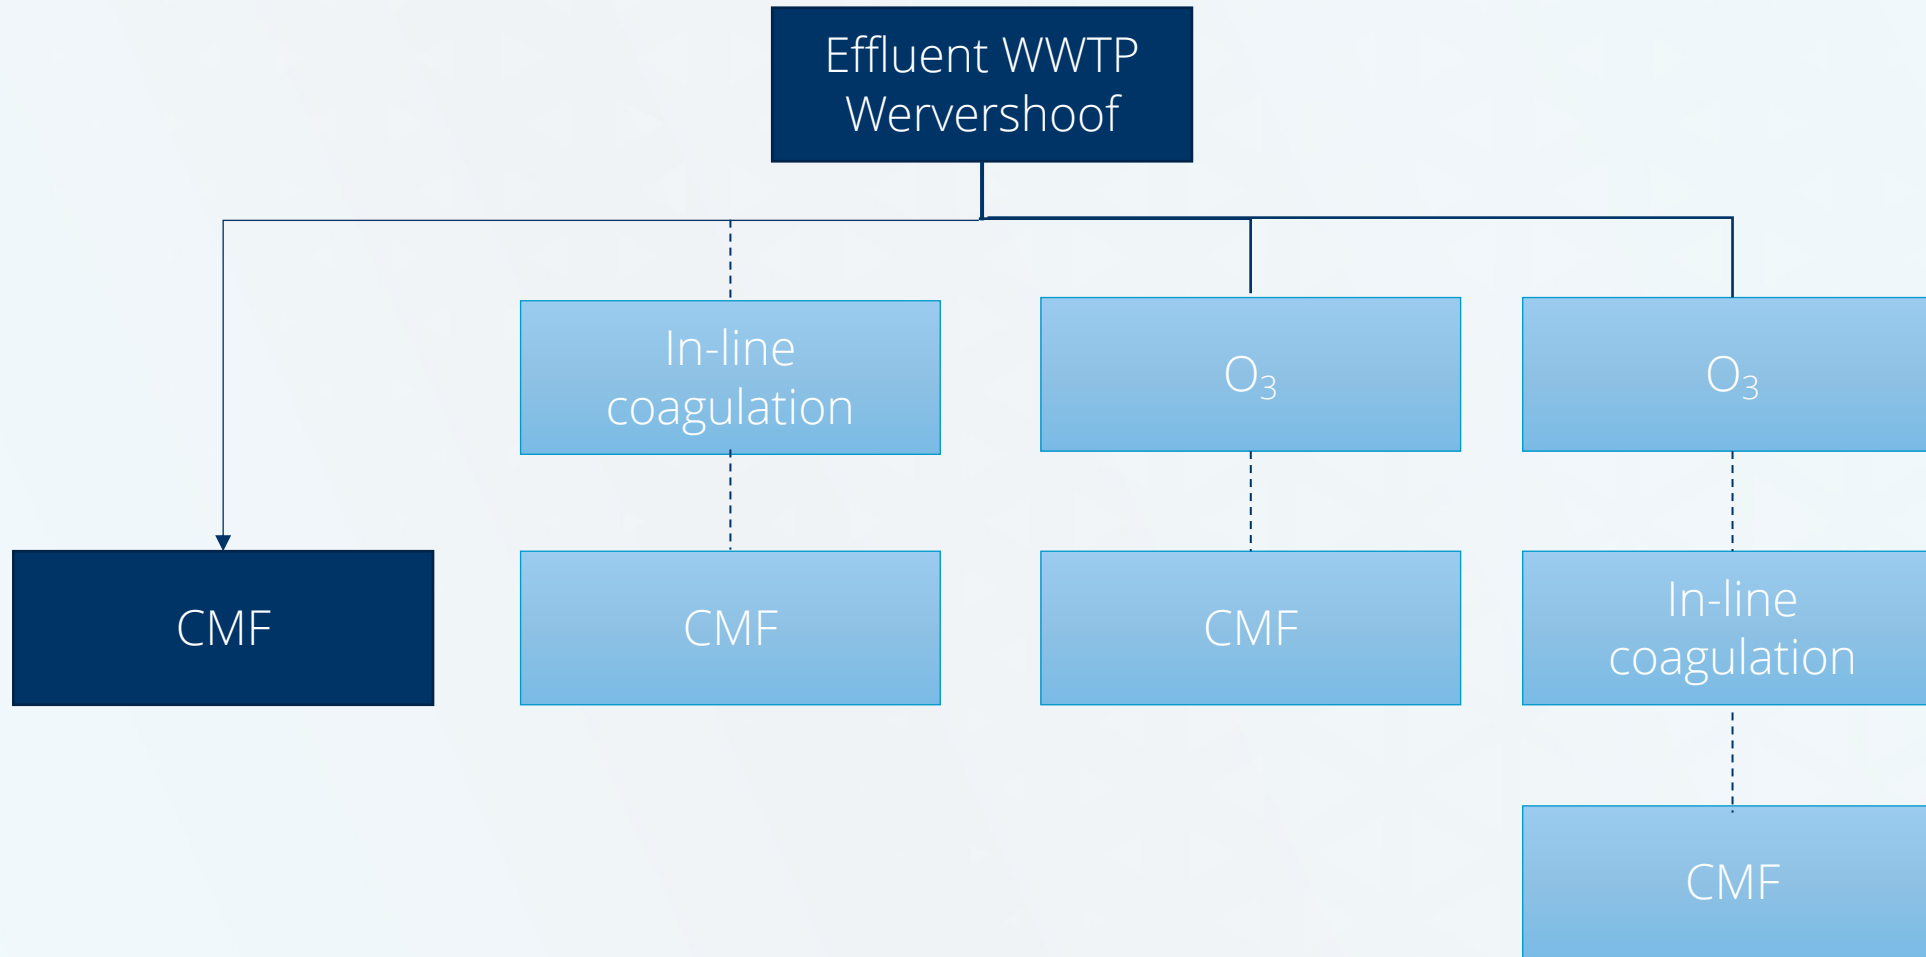 Effluent WWTP
Wervershoof
In-line
coagulation
O₃
O₃
CMF
CMF
CMF
In-line
coagulation
CMF